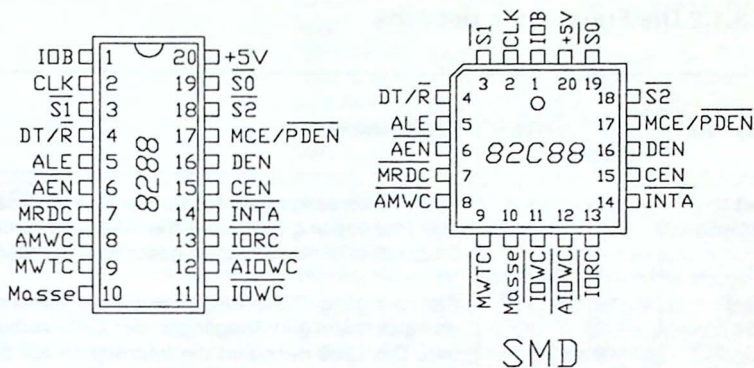 IOB 1 20 +5V
CLK 2 19 S0
S1 3 18 S2
DT/R 4 17 MCE/PDEN
ALE 5 16 DEN
AEN 6 15 CEN
MRDC 7 14 INTA
AMWC 8 13 IORC
MWTC 9 12 AIOWC
Masse 10 11 IOWC
8288
S1 CLK IOB +5V S0
3 2 1 20 19
DT/R 4 18 S2
ALE 5 17 MCE/PDEN
AEN 6 82C88 16 DEN
MRDC 7 15 CEN
AMWC 8 14 INTA
9 10 11 12 13
MWTC Masse IOWC AIOWC IORC
SMD